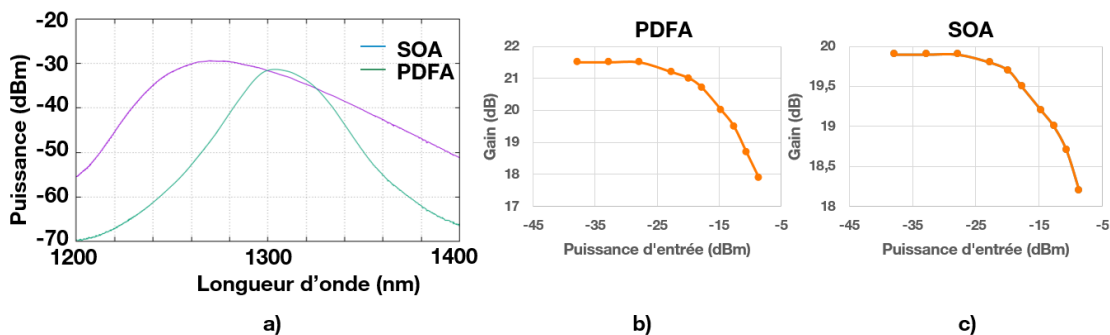 -20
-30
-40
-50
-60
-70
Puissance (dBm)
SOA
PDFA
1200
1300
1400
Longueur d'onde (nm)
a)
PDFA
22
21
20
19
18
17
Gain (dB)
-45
-35
-25
-15
-5
Puissance d'entrée (dBm)
b)
SOA
20
19,5
19
18,5
18
Gain (dB)
-45
-35
-25
-15
-5
Puissance d'entrée (dBm)
c)